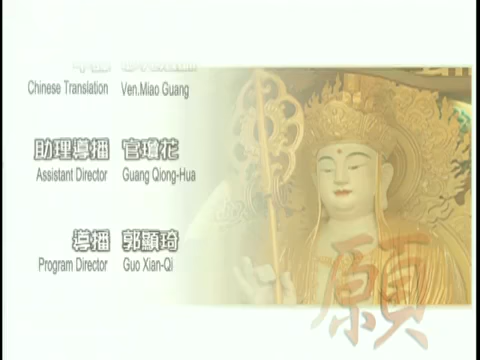 Chinese Translation Ven.Miao Guang
助理導播 官瓊花
Assistant Director Guang Qiong-Hua
導播 郭顯琦
Program Director Guo Xian-Qi
願